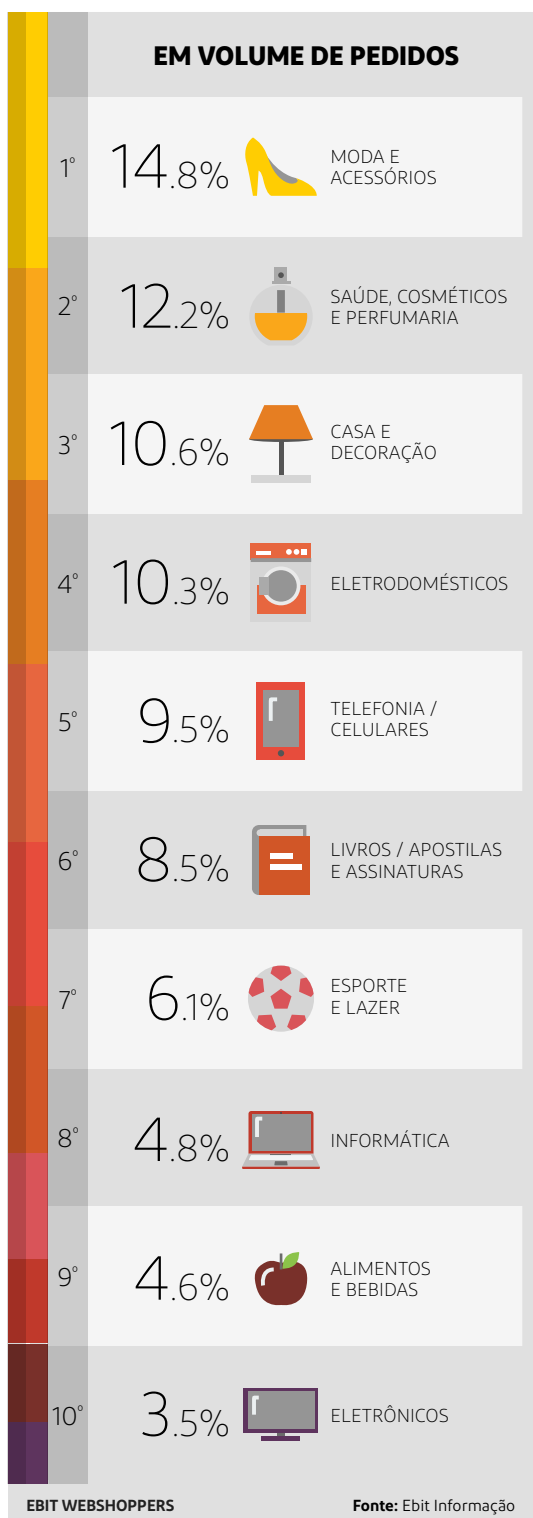 EM VOLUME DE PEDIDOS
1º 14.8% MODA E
ACESSÓRIOS
2º 12.2% SAÚDE, COSMÉTICOS
E PERFUMARIA
3º 10.6% CASA E
DECORAÇÃO
4º 10.3% ELETRODOMÉSTICOS
5º 9.5% TELEFONIA /
CELULARES
6º 8.5% LIVROS / APOSTILAS
E ASSINATURAS
7º 6.1% ESPORTE
E LAZER
8º 4.8% INFORMÁTICA
9º 4.6% ALIMENTOS
E BEBIDAS
10º 3.5% ELETRÔNICOS
EBIT WEBSHOPPERS Fonte: Ebit Informação